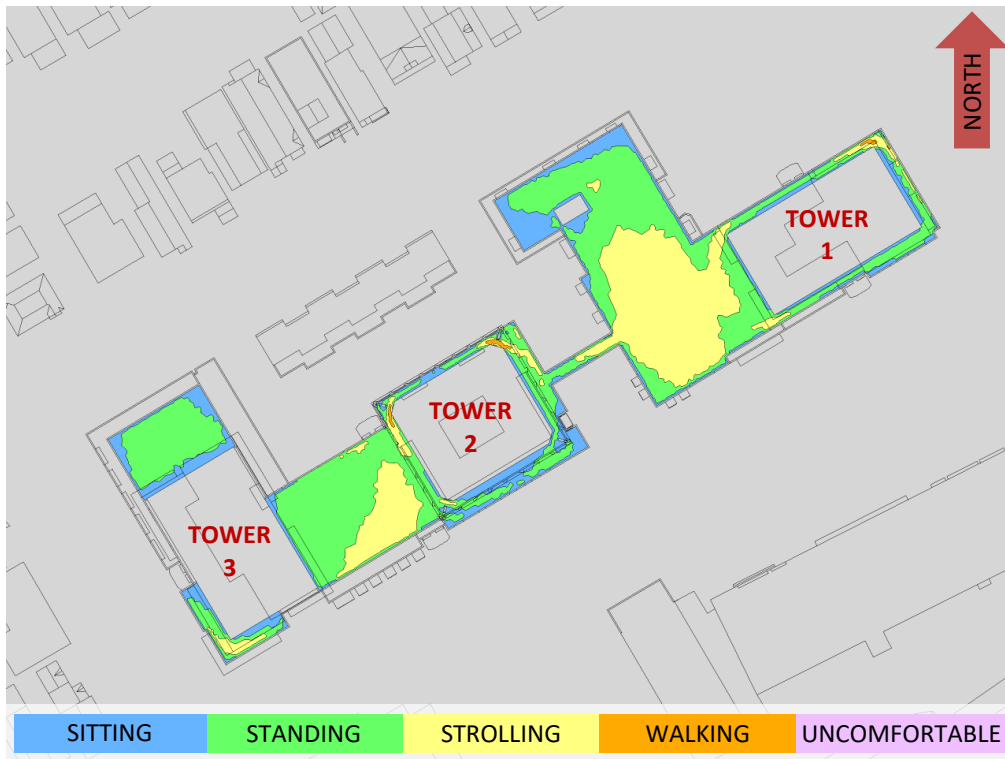 NORTH
TOWER
1
TOWER
2
TOWER
3
SITTING
STANDING
STROLLING
WALKING
UNCOMFORTABLE